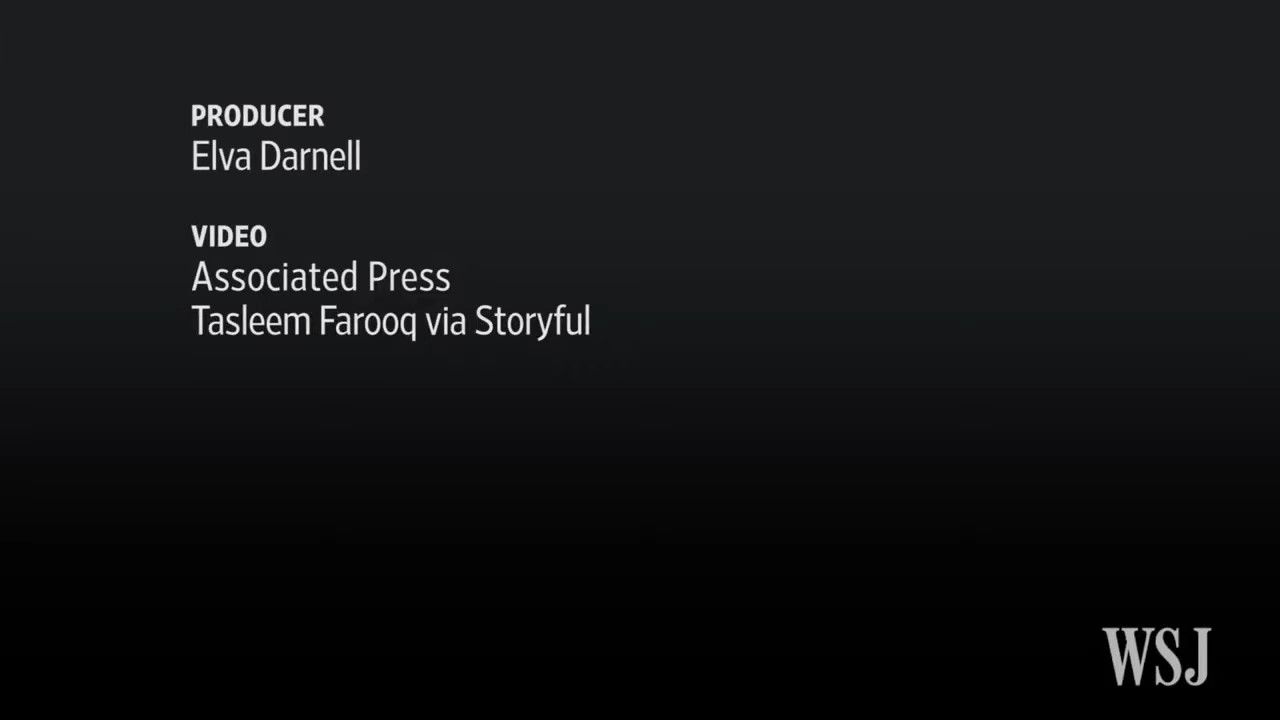 PRODUCER
Elva Darnell
VIDEO
Associated Press
Tasleem Farooq via Storyful
WSJ